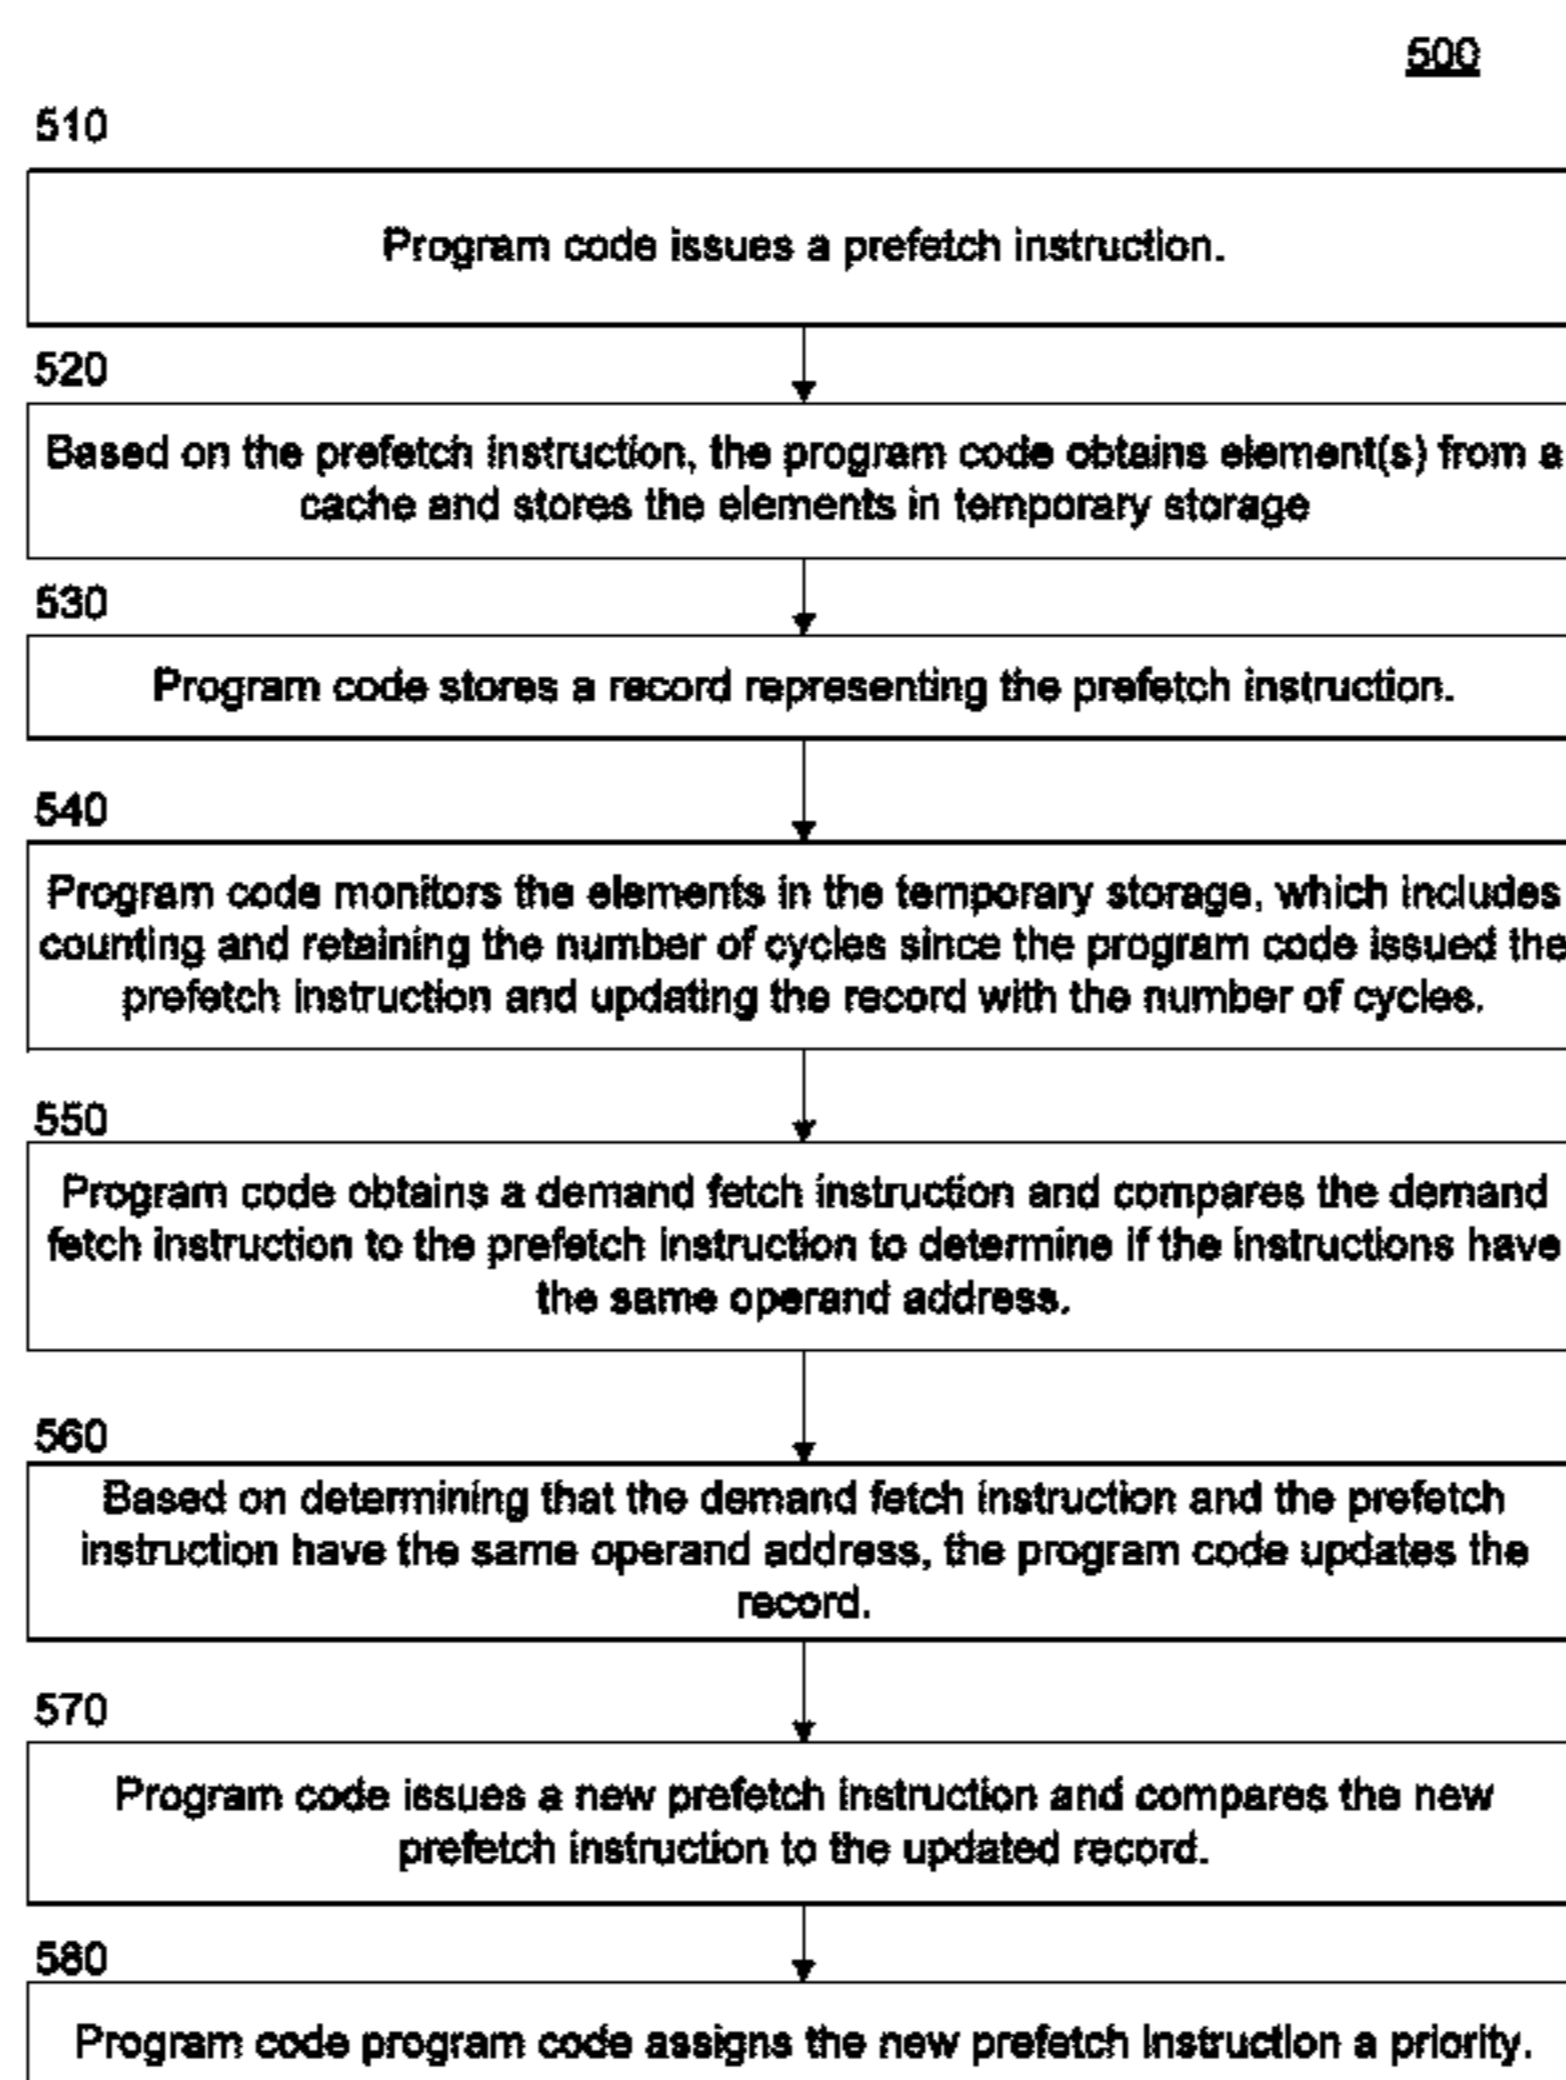 500
510
Program code issues a prefetch instruction.
520
Based on the prefetch instruction, the program code obtains element(s) from a
cache and stores the elements in temporary storage
530
Program code stores a record representing the prefetch instruction.
540
Program code monitors the elements in the temporary storage, which includes
counting and retaining the number of cycles since the program code issued the
prefetch instruction and updating the record with the number of cycles.
550
Program code obtains a demand fetch instruction and compares the demand
fetch instruction to the prefetch instruction to determine if the instructions have
the same operand address.
560
Based on determining that the demand fetch instruction and the prefetch
instruction have the same operand address, the program code updates the
record.
570
Program code issues a new prefetch instruction and compares the new
prefetch instruction to the updated record.
580
Program code program code assigns the new prefetch instruction a priority.